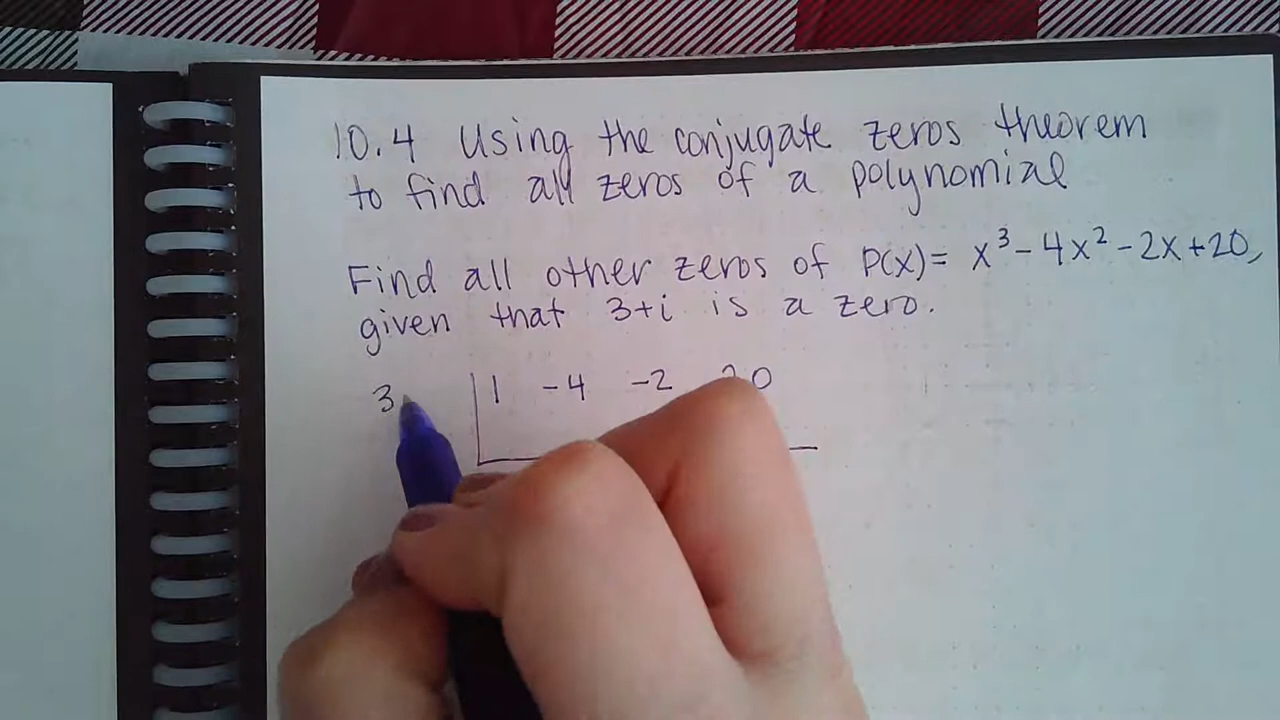 10.4 Using the conjugate zeros theorem
to find all zeros of a polynomial
Find all other zeros of P(x)= x³-4x²-2x+20,
given that 3+i is a zero.
3 1 -4 -2 20